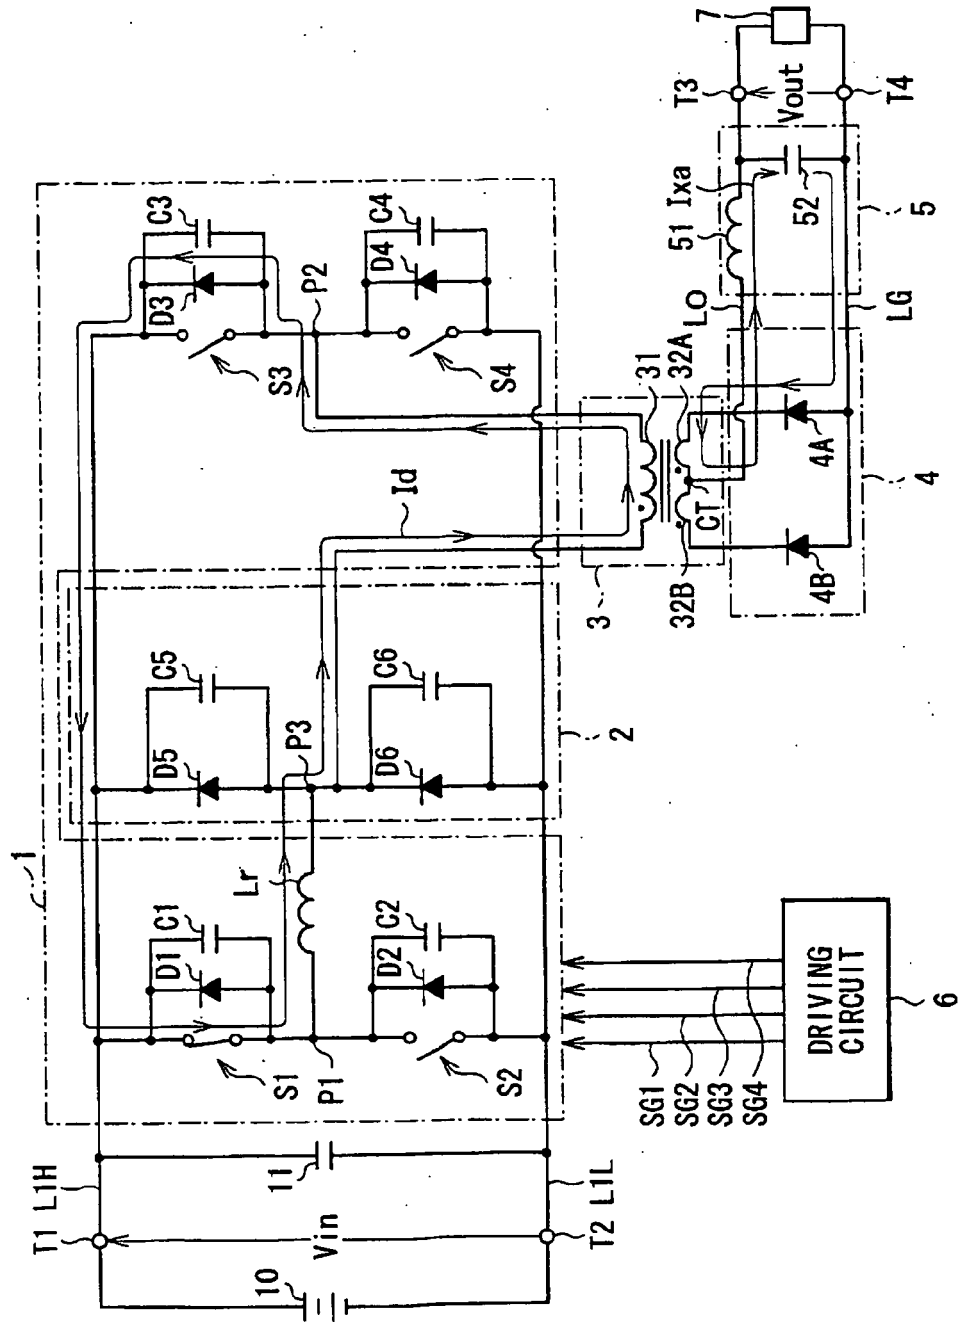 1
T1
L1H
10
Vin
11
T2
L1L
S1
D1
C1
P1
Lr
S2
D2
C2
D5
C5
P3
D6
C6
2
Id
S3
D3
C3
P2
S4
D4
C4
3
31
32A
32B
CT
4A
4B
4
LO
LG
51
Ixa
52
5
T3
Vout
T4
7
SG1
SG2
SG3
SG4
DRIVING
CIRCUIT
6